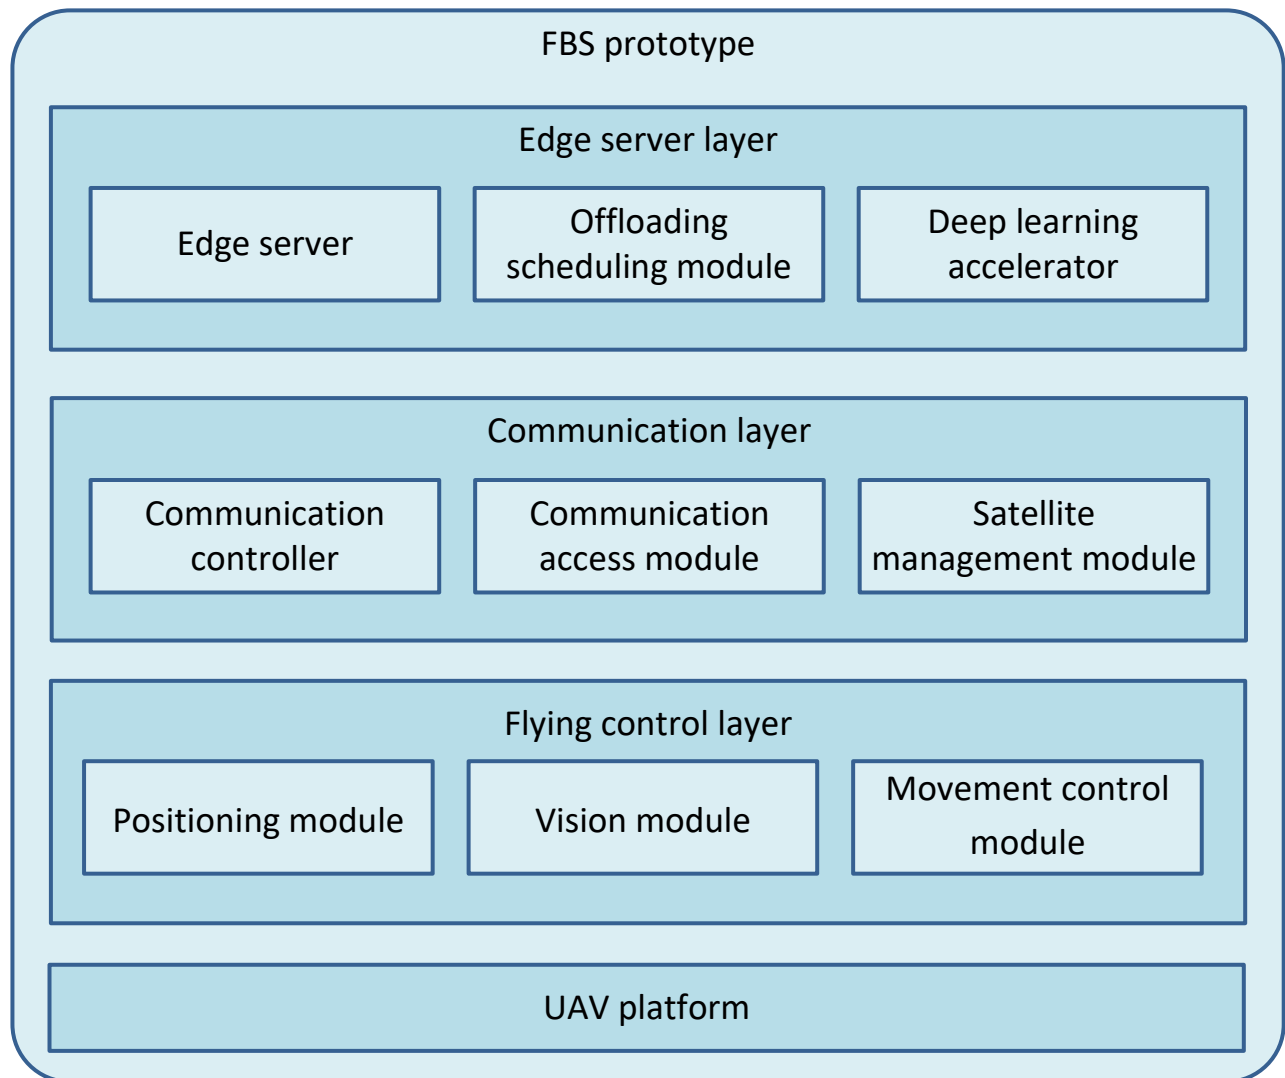 FBS prototype
Edge server layer
Edge server
Offloading
scheduling module
Deep learning
accelerator
Communication layer
Communication
controller
Communication
access module
Satellite
management module
Flying control layer
Positioning module
Vision module
Movement control
module
UAV platform